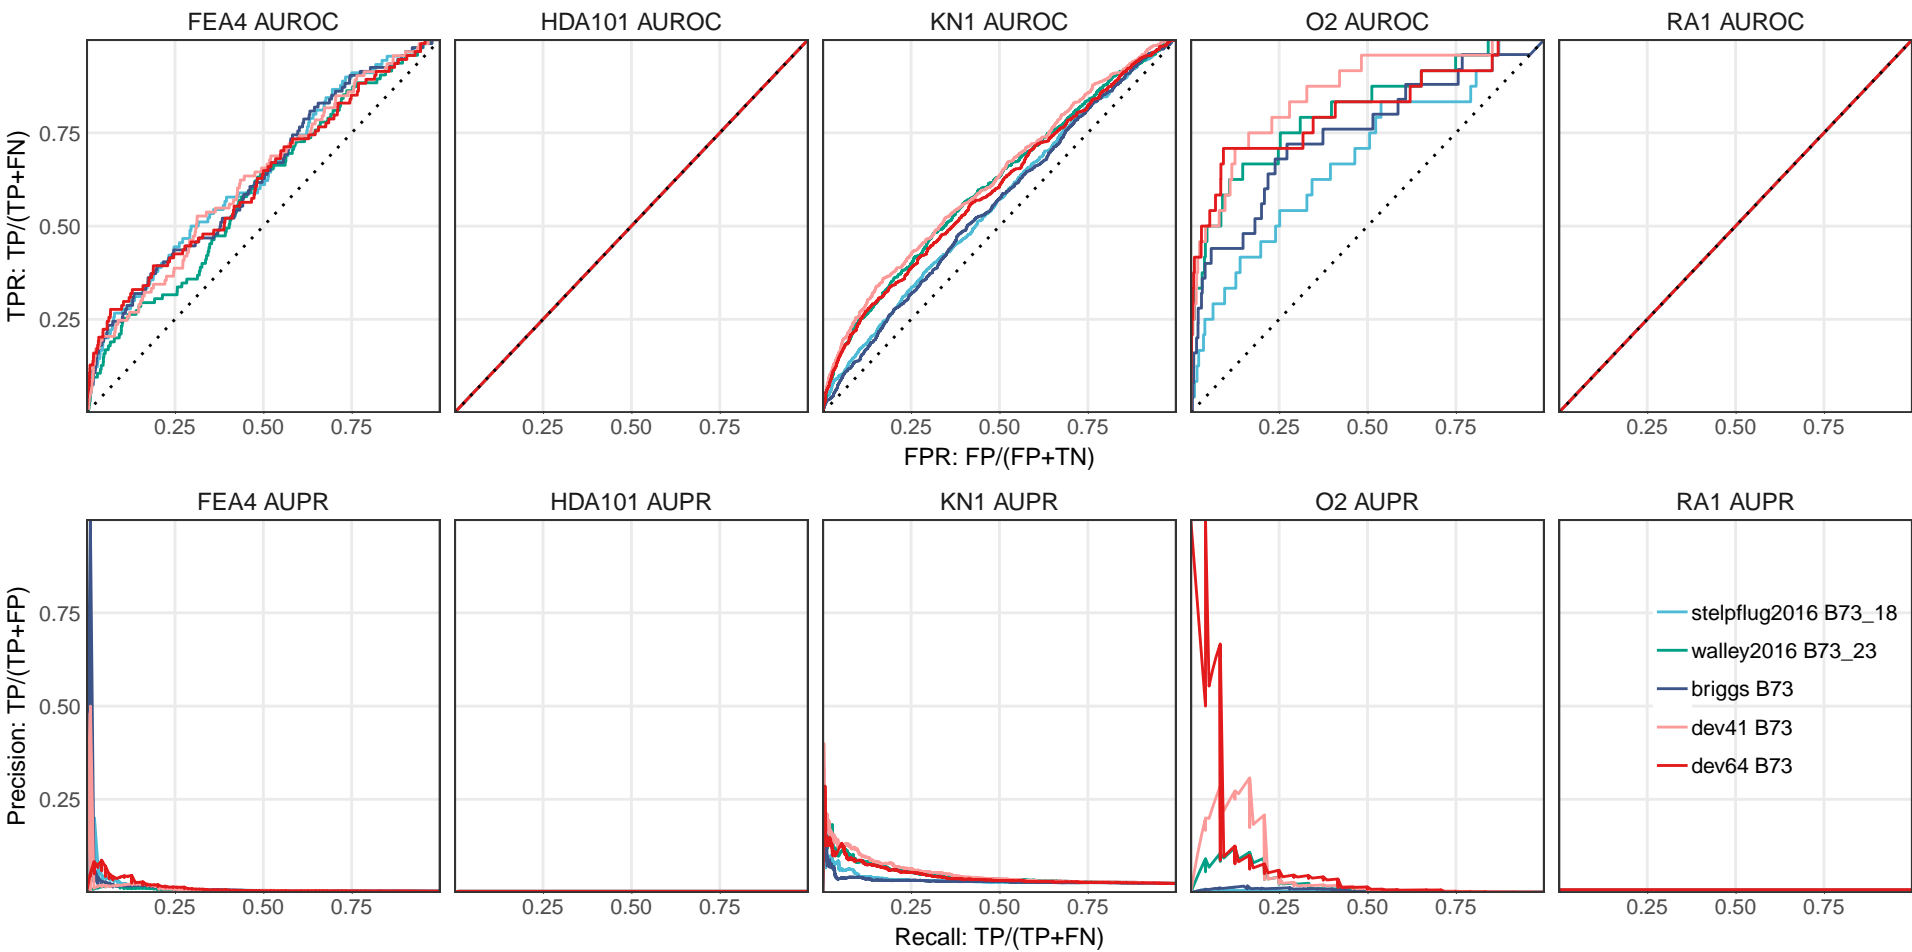 FEA4 AUROC HDA101 AUROC KN1 AUROC O2 AUROC RA1 AUROC
TPR: TP/(TP+FN)
0.75
0.50
0.25
0.25 0.50 0.75 0.25 0.50 0.75 0.25 0.50 0.75 0.25 0.50 0.75 0.25 0.50 0.75
FPR: FP/(FP+TN)
FEA4 AUPR HDA101 AUPR KN1 AUPR O2 AUPR RA1 AUPR
Precision: TP/(TP+FP)
0.75
0.50
0.25
stelpflug2016 B73_18
walley2016 B73_23
briggs B73
dev41 B73
dev64 B73
0.25 0.50 0.75 0.25 0.50 0.75 0.25 0.50 0.75 0.25 0.50 0.75 0.25 0.50 0.75
Recall: TP/(TP+FN)